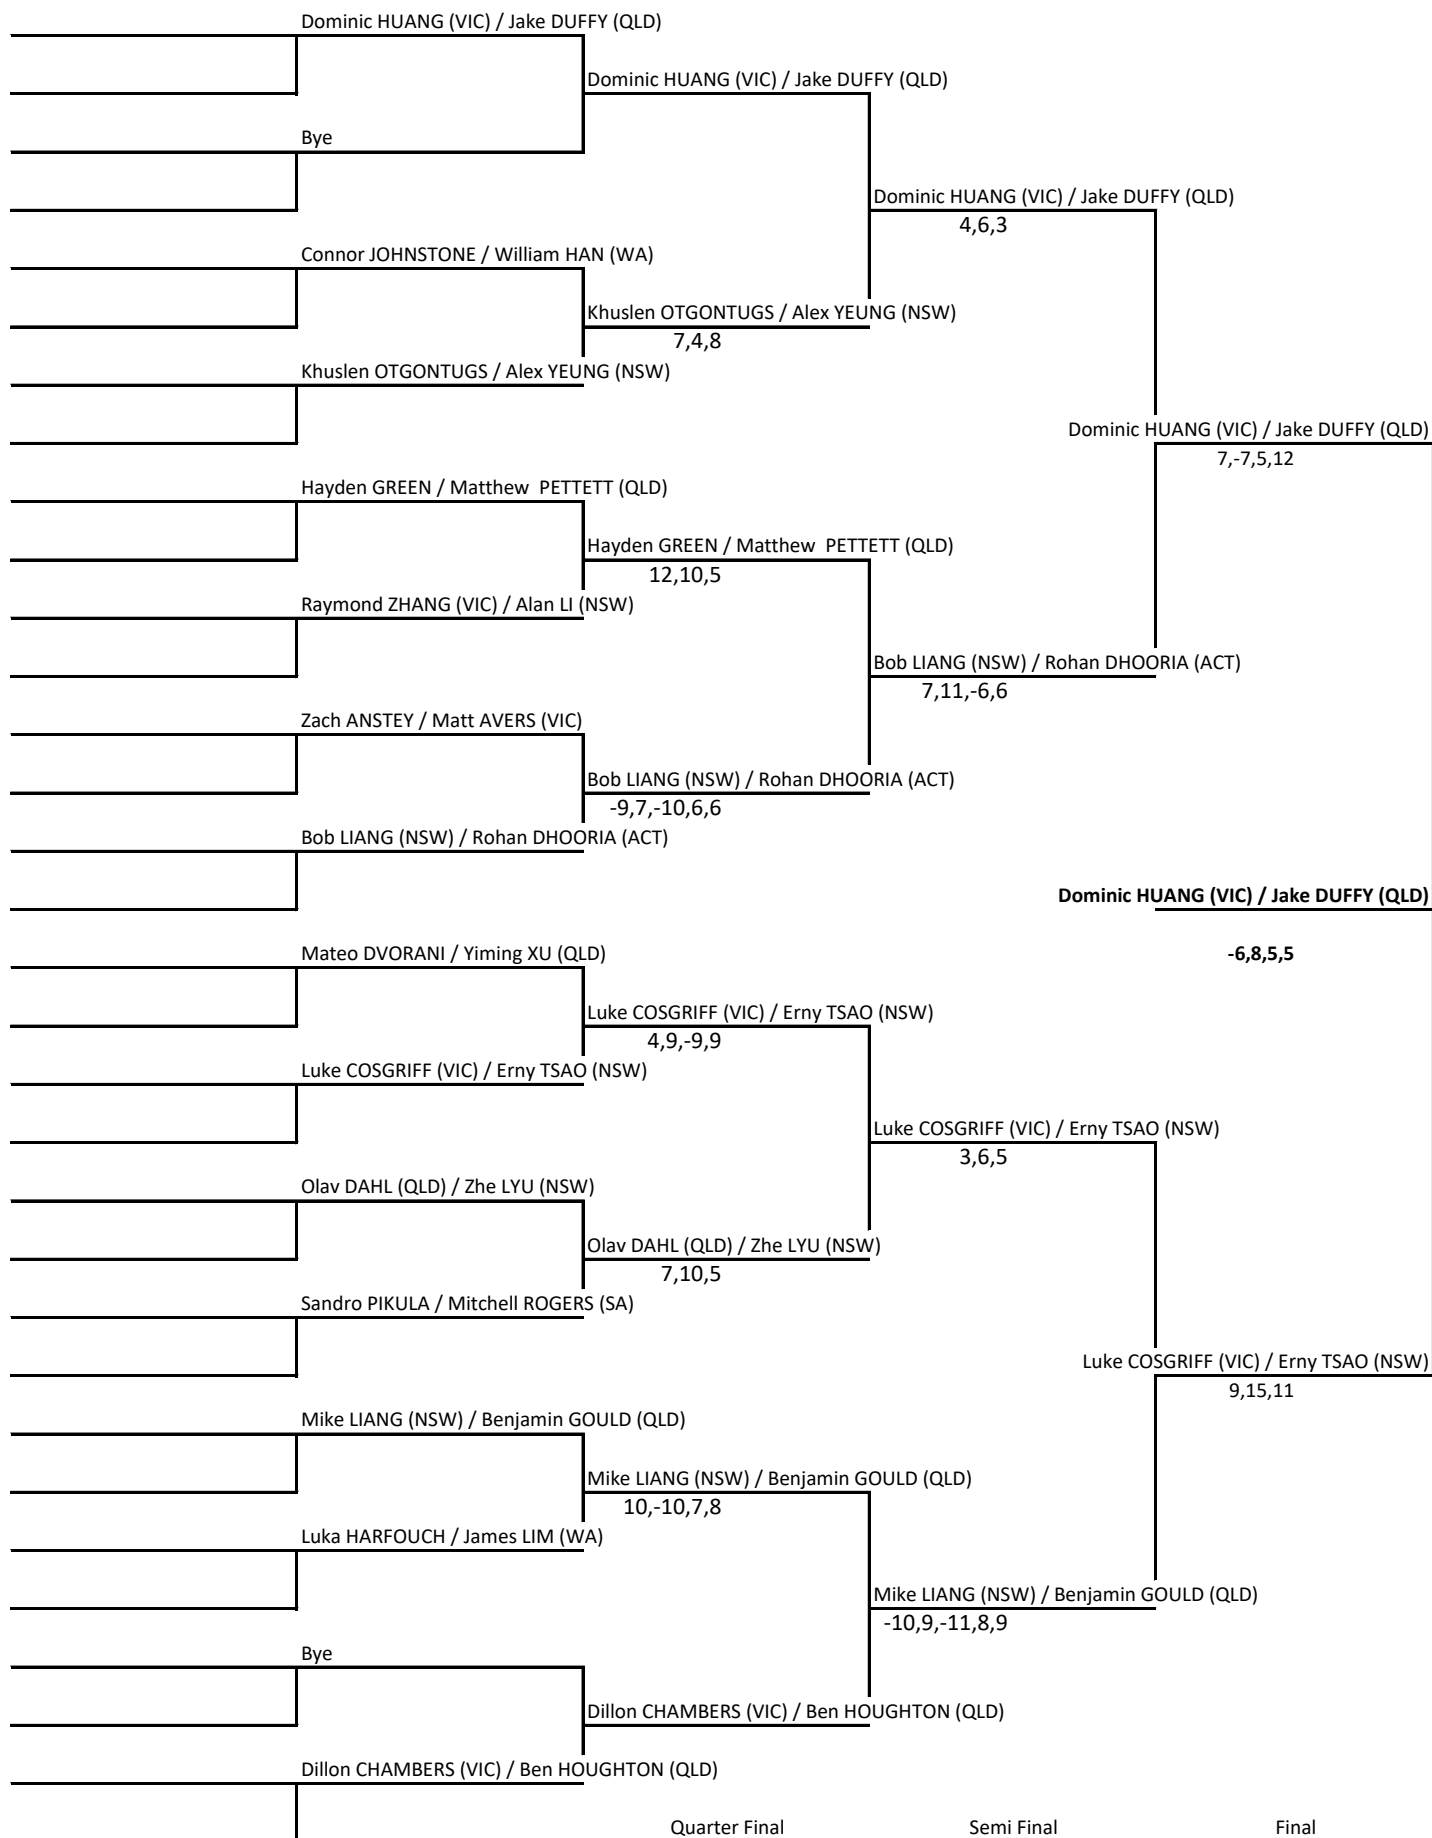 Dominic HUANG (VIC) / Jake DUFFY (QLD)
Dominic HUANG (VIC) / Jake DUFFY (QLD)
Bye
Dominic HUANG (VIC) / Jake DUFFY (QLD)
4,6,3
Connor JOHNSTONE / William HAN (WA)
Khuslen OTGONTUGS / Alex YEUNG (NSW)
7,4,8
Khuslen OTGONTUGS / Alex YEUNG (NSW)
Dominic HUANG (VIC) / Jake DUFFY (QLD)
7,-7,5,12
Hayden GREEN / Matthew  PETTETT (QLD)
Hayden GREEN / Matthew  PETTETT (QLD)
12,10,5
Raymond ZHANG (VIC) / Alan LI (NSW)
Bob LIANG (NSW) / Rohan DHOORIA (ACT)
7,11,-6,6
Zach ANSTEY / Matt AVERS (VIC)
Bob LIANG (NSW) / Rohan DHOORIA (ACT)
-9,7,-10,6,6
Bob LIANG (NSW) / Rohan DHOORIA (ACT)
Dominic HUANG (VIC) / Jake DUFFY (QLD)
Mateo DVORANI / Yiming XU (QLD)
-6,8,5,5
Luke COSGRIFF (VIC) / Erny TSAO (NSW)
4,9,-9,9
Luke COSGRIFF (VIC) / Erny TSAO (NSW)
Luke COSGRIFF (VIC) / Erny TSAO (NSW)
3,6,5
Olav DAHL (QLD) / Zhe LYU (NSW)
Olav DAHL (QLD) / Zhe LYU (NSW)
7,10,5
Sandro PIKULA / Mitchell ROGERS (SA)
Luke COSGRIFF (VIC) / Erny TSAO (NSW)
9,15,11
Mike LIANG (NSW) / Benjamin GOULD (QLD)
Mike LIANG (NSW) / Benjamin GOULD (QLD)
10,-10,7,8
Luka HARFOUCH / James LIM (WA)
Mike LIANG (NSW) / Benjamin GOULD (QLD)
-10,9,-11,8,9
Bye
Dillon CHAMBERS (VIC) / Ben HOUGHTON (QLD)
Dillon CHAMBERS (VIC) / Ben HOUGHTON (QLD)
Quarter Final Semi Final Final